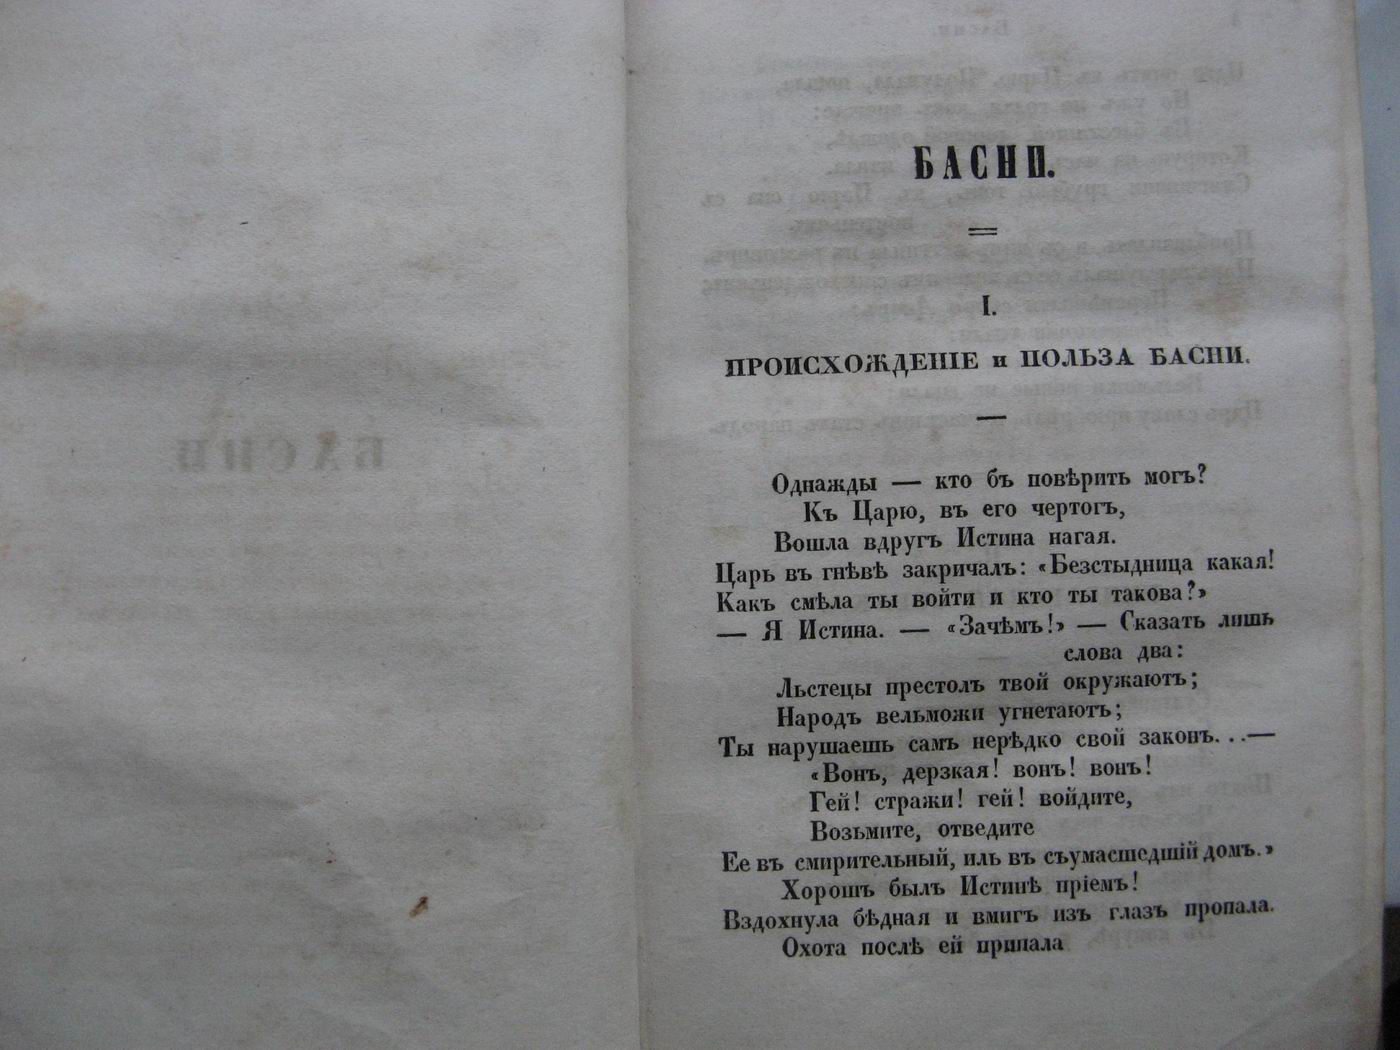 БАСНИ.
I.
ПРОИСХОЖДЕНІЕ и ПОЛЬЗА БАСНИ.
Однажды — кто бъ повѣрить могъ?
Къ Царю, въ его чертогъ,
Вошла вдругъ Истина нагая.
Царь въ гнѣвѣ закричалъ: «Безстыдница какая!
Какъ смѣла ты войти и кто ты такова?»
— Я Истина. — «Зачѣмъ!» — Сказать лишь
слова два:
Льстецы престолъ твой окружаютъ;
Народъ вельможи угнетаютъ;
Ты нарушаешь самъ нерѣдко свой законъ...—
«Вонъ, дерзкая! вонъ! вонъ!
Гей! стражи! гей! войдите,
Возьмите, отведите
Ее въ смирительный, иль въ съумасшедшій домъ.»
Хорошъ былъ Истинѣ пріемъ!
Вздохнула бѣдная и вмигъ изъ глазъ пропала.
Охота послѣ ей припала